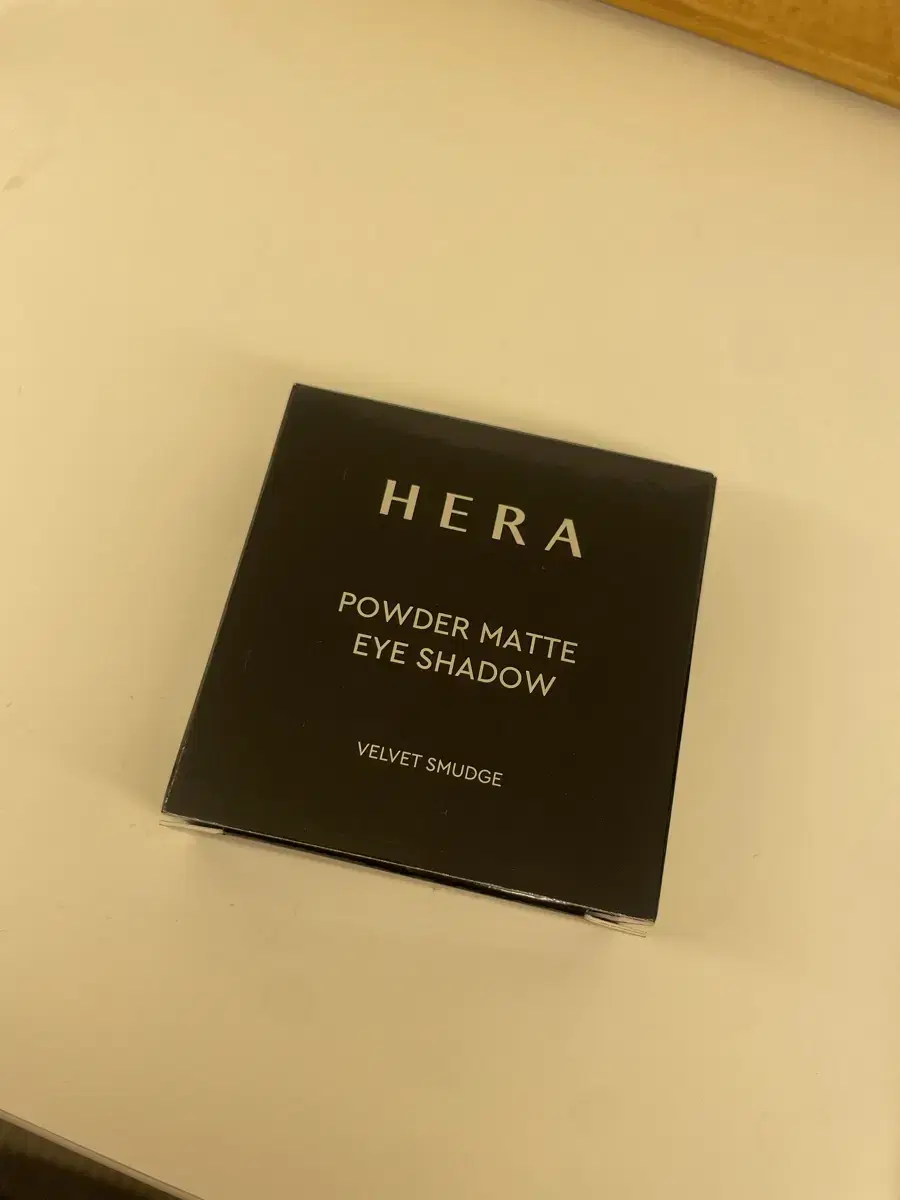 HERA
POWDER MATTE
EYE SHADOW
VELVET SMUDGE